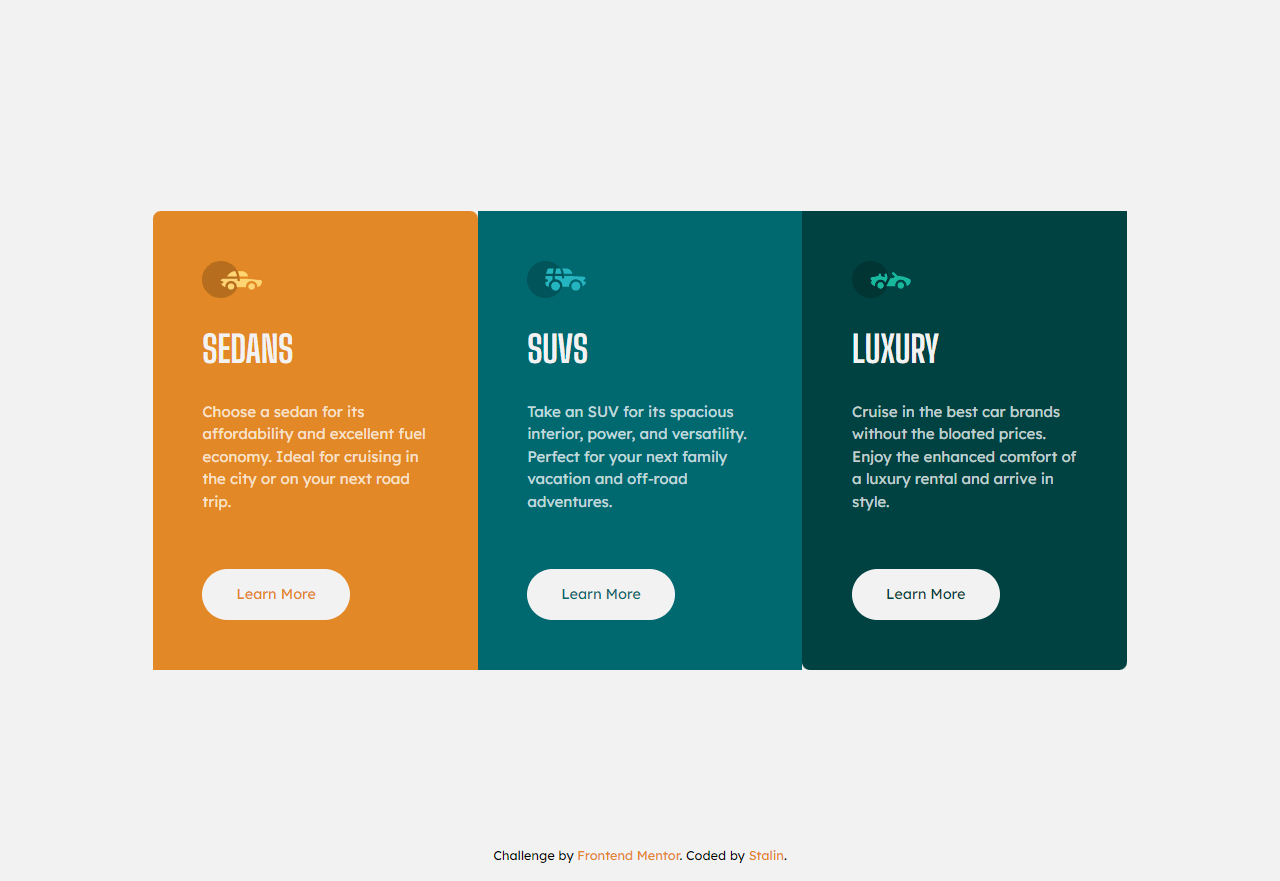 SEDANS
Choose a sedan for its
affordability and excellent fuel
economy. Ideal for cruising in
the city or on your next road
trip.
Learn More
SUVS
Take an SUV for its spacious
interior, power, and versatility.
Perfect for your next family
vacation and off-road
adventures.
Learn More
LUXURY
Cruise in the best car brands
without the bloated prices.
Enjoy the enhanced comfort of
a luxury rental and arrive in
style.
Learn More
Challenge by Frontend Mentor. Coded by Stalin.